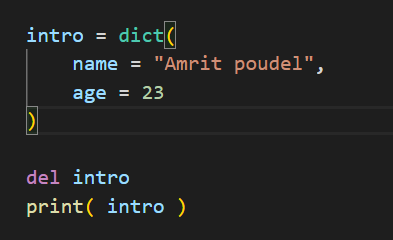 intro = dict(
    name = "Amrit poudel",
    age = 23
)
del intro
print( intro )